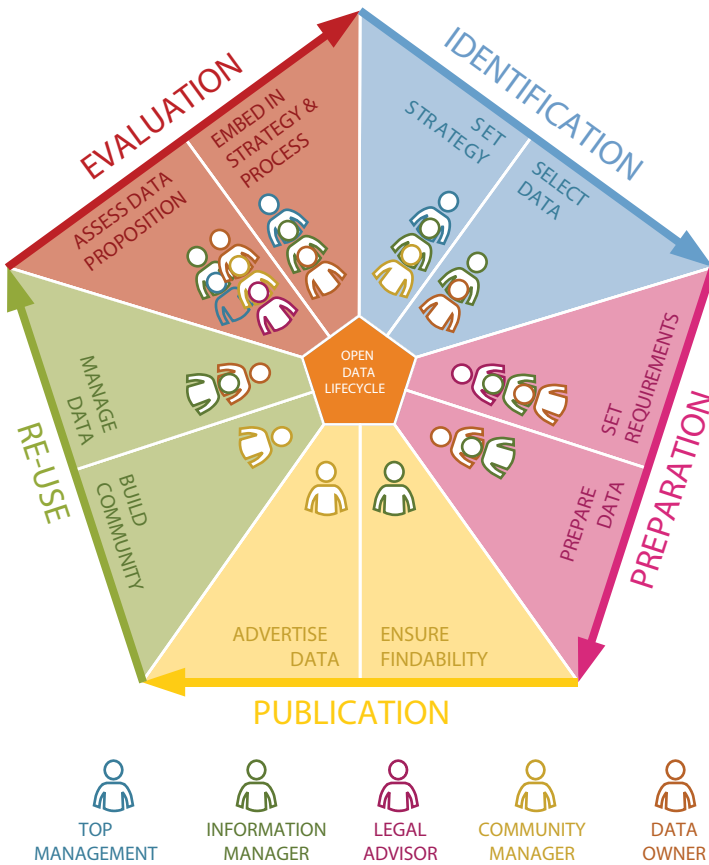 IDENTIFICATION
SET
STRATEGY
SELECT
DATA
PREPARATION
SET
REQUIREMENTS
PREPARE
DATA
PUBLICATION
ENSURE
FINDABILITY
ADVERTISE
DATA
RE-USE
BUILD
COMMUNITY
MANAGE
DATA
EVALUATION
ASSESS DATA
PROPOSITION
EMBED IN
STRATEGY &
PROCESS
OPEN
DATA
LIFECYCLE
TOP
MANAGEMENT
INFORMATION
MANAGER
LEGAL
ADVISOR
COMMUNITY
MANAGER
DATA
OWNER